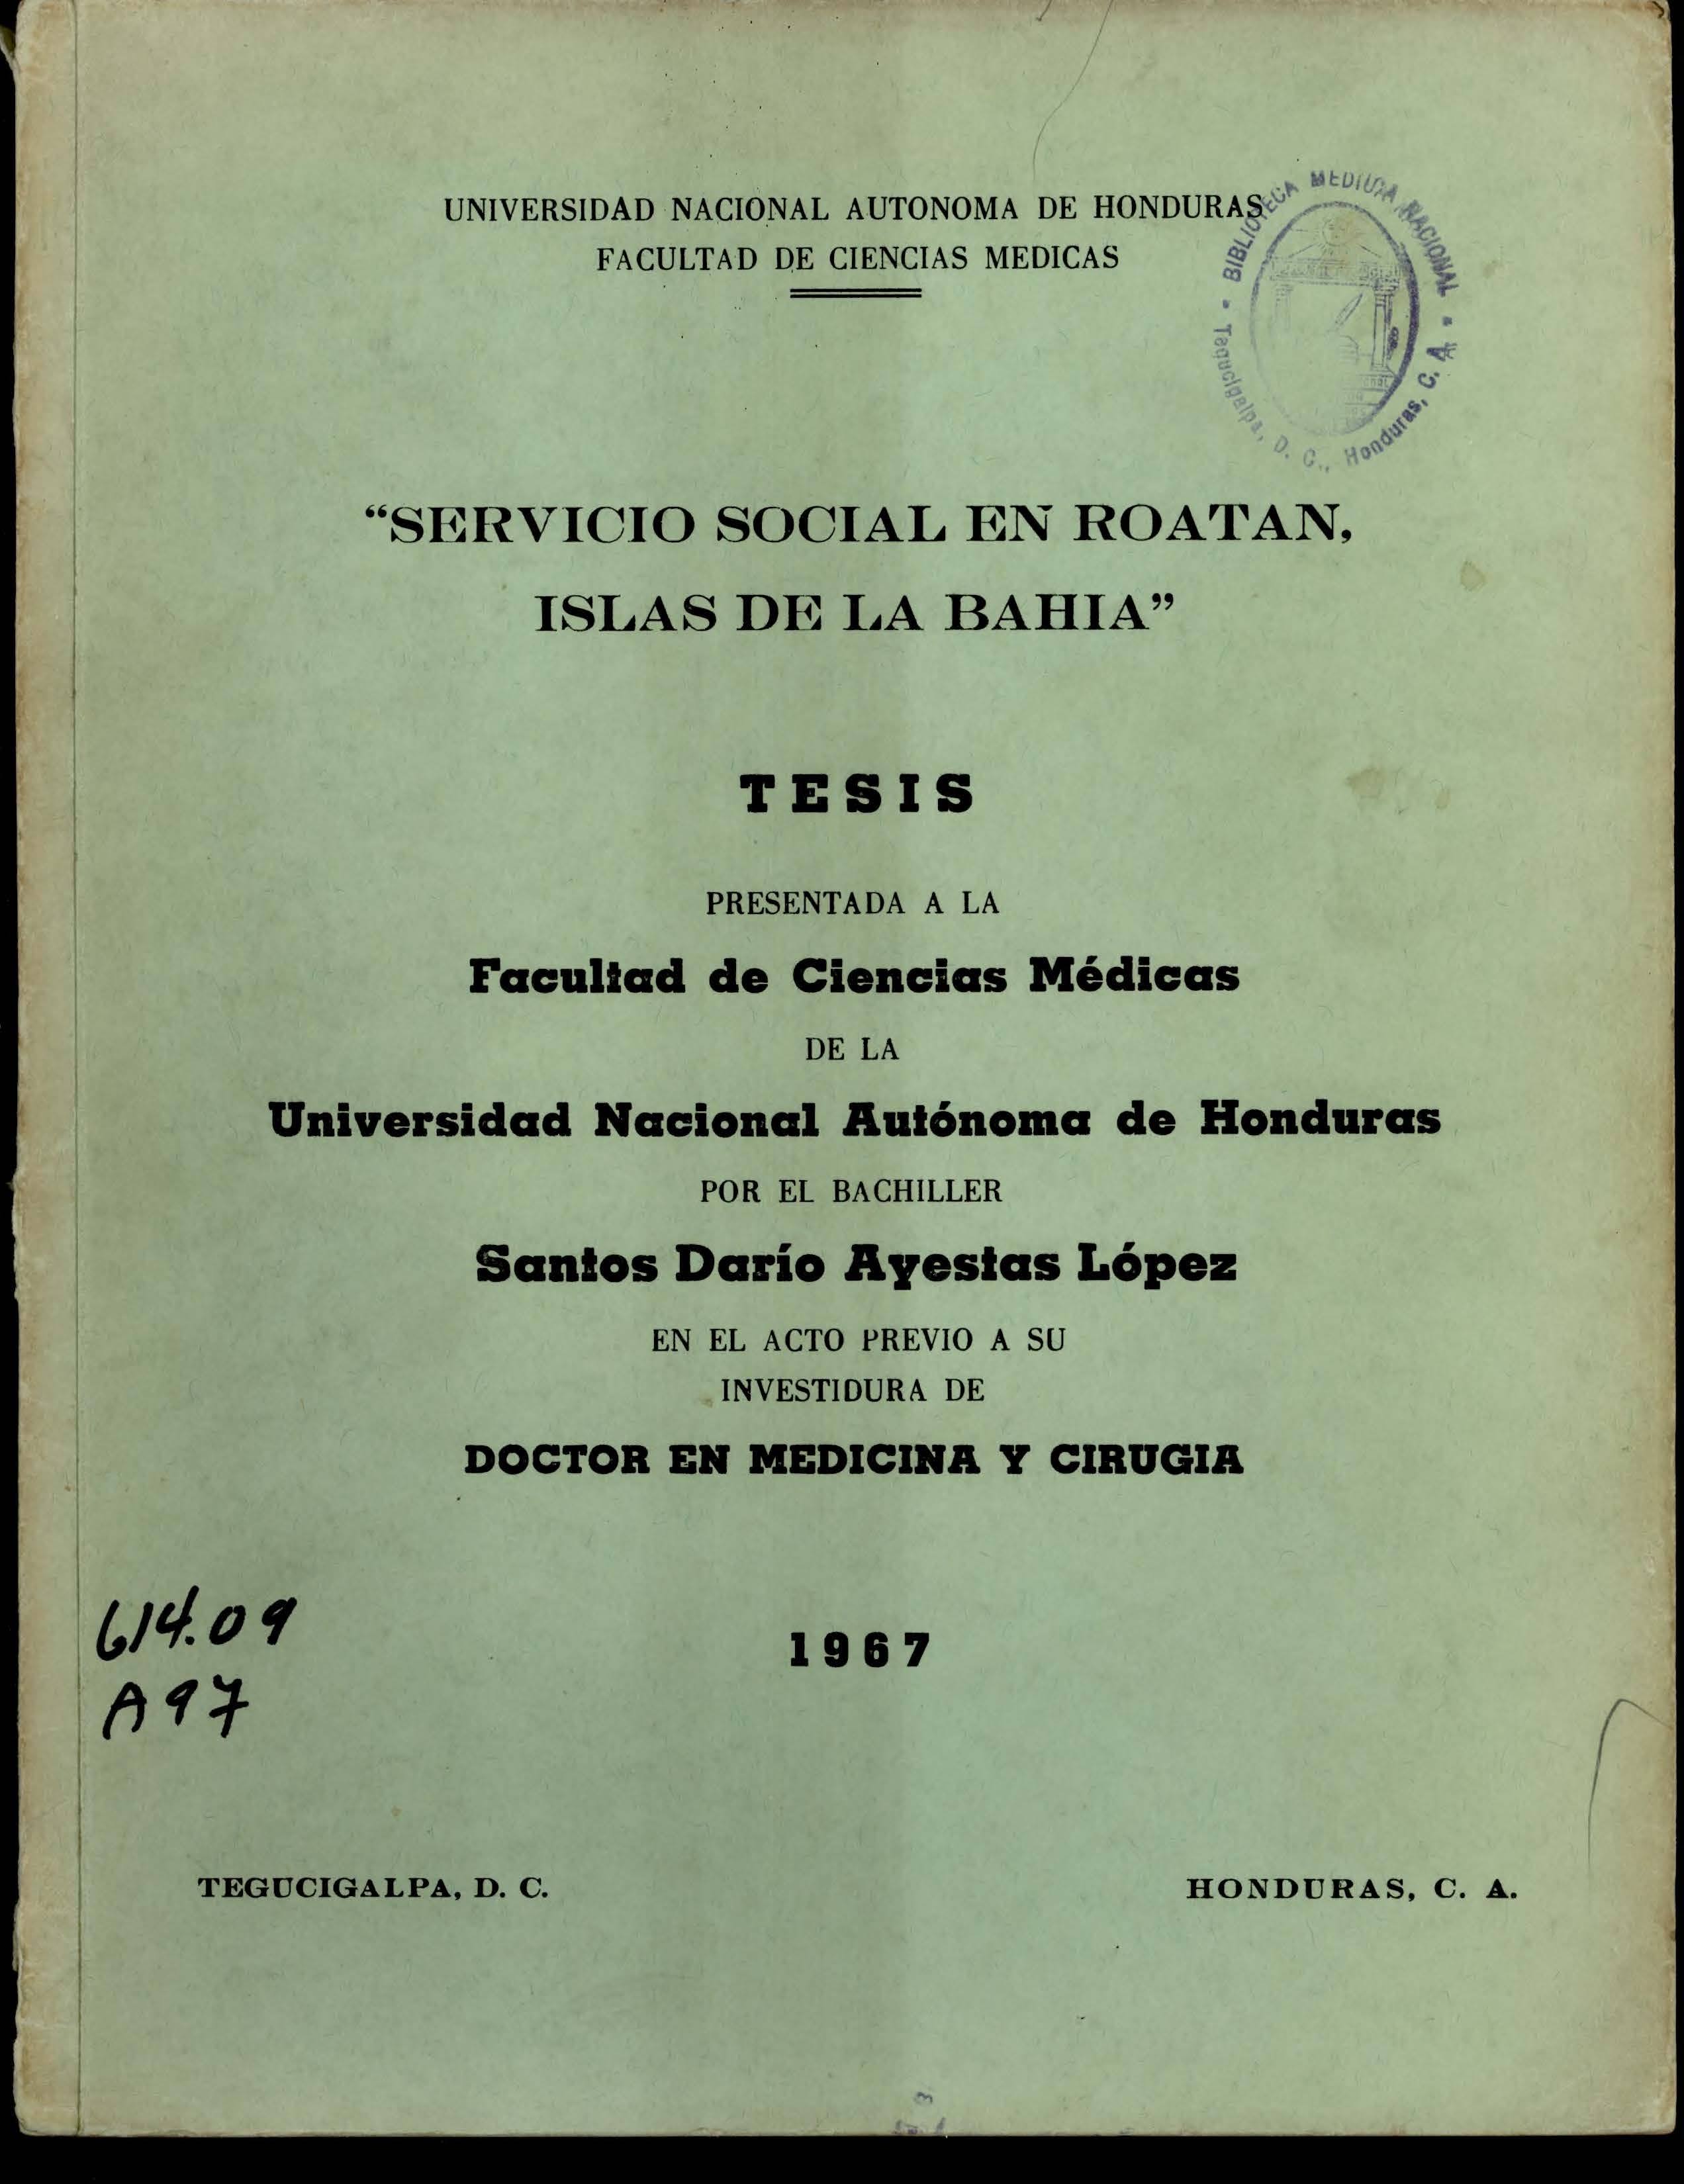 UNIVERSIDAD NACIONAL AUTONOMA DE HONDURAS
FACULTAD DE CIENCIAS MEDICAS
BIBLIOTECA MEDICA NACIONAL
Tegucigalpa, D. C., Honduras, C. A.
“SERVICIO SOCIAL EN ROATAN,
ISLAS DE LA BAHIA”
TESIS
PRESENTADA A LA
Facultad de Ciencias Médicas
DE LA
Universidad Nacional Autónoma de Honduras
POR EL BACHILLER
Santos Darío Ayestas López
EN EL ACTO PREVIO A SU
INVESTIDURA DE
DOCTOR EN MEDICINA Y CIRUGIA
614.09
A97
1967
TEGUCIGALPA, D. C.
HONDURAS, C. A.